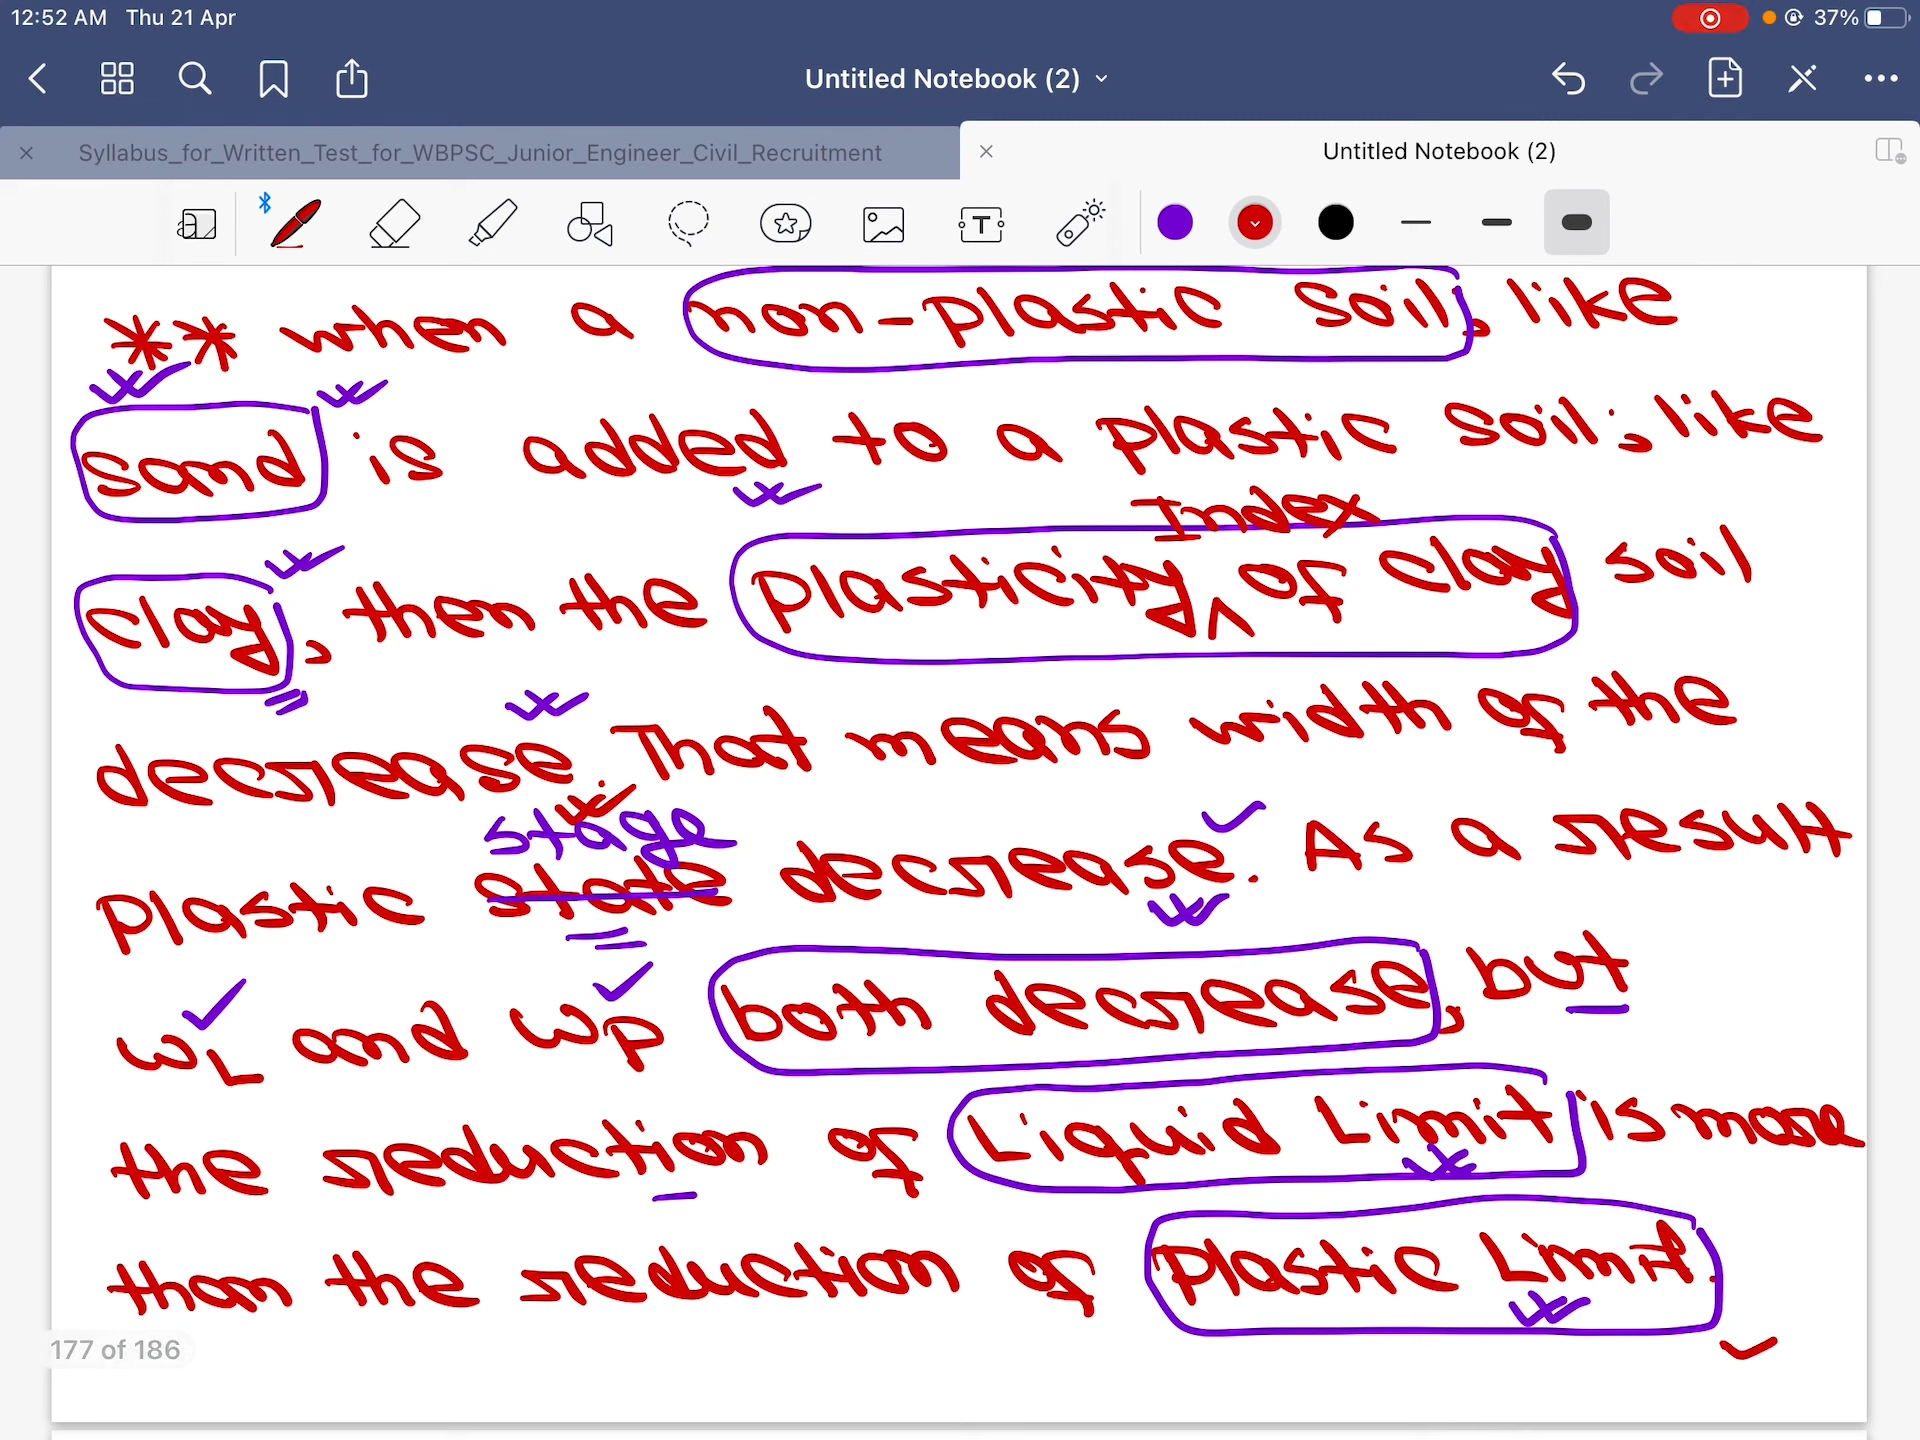 12:52 AM Thu 21 Apr
37%
Untitled Notebook (2)
Syllabus_for_Written_Test_for_WBPSC_Junior_Engineer_Civil_Recruitment
Untitled Notebook (2)
** when a non-plastic soil, like
sand is added to a plastic soil, like
Index
clay, then the plasticity ^ of clay soil
decrease. That means width of the
stage
plastic state decrease. As a result
WL and WP both decrease, but
the reduction of Liquid Limit is more
than the reduction of Plastic Limit.
177 of 186